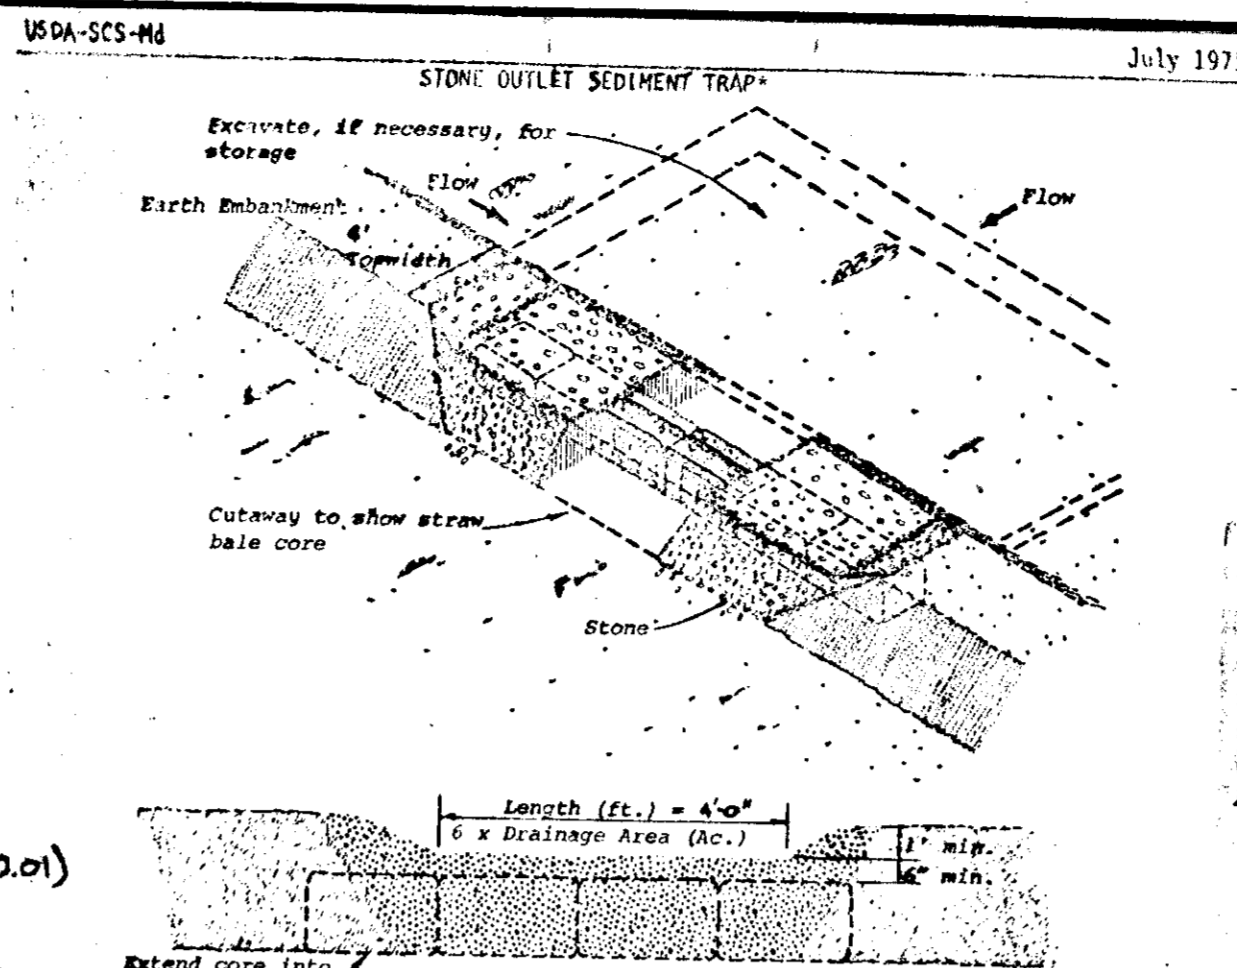 USDA-SCS-Md
July 197
STONE OUTLET SEDIMENT TRAP*
Excavate, if necessary, for
storage
Flow
Flow
Earth Embankment
4'
Topwidth
Cutaway to show straw
bale core
Stone
Length (ft.) = 4'-0"
6 x Drainage Area (Ac.)
1' min.
6" min.
0.01)
Extend core into